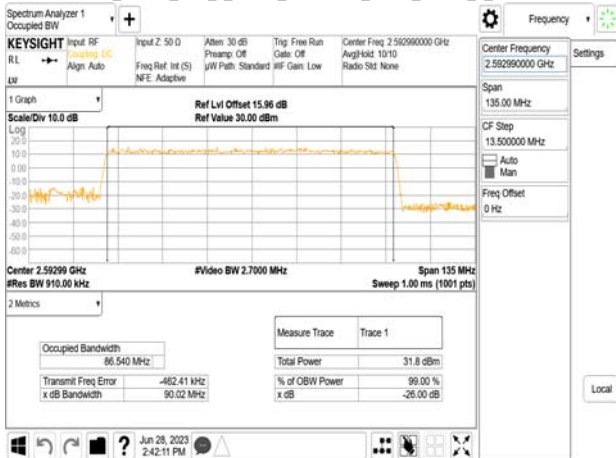 Spectrum Analyzer 1
Occupied BW
Frequency
KEYSIGHT
RL
Input: RF
Coupling: DC
Align: Auto
Input Z: 50 Ω
Freq Ref: Int (S)
NFE: Adaptive
Atten: 30 dB
Preamp: Off
µW Path: Standard
Trig: Free Run
Gate: Off
#IF Gain: Low
Center Freq: 2.592990000 GHz
Avg|Hold: 10/10
Radio Std: None
Center Frequency
2.592990000 GHz
Settings
Span
135.00 MHz
CF Step
13.500000 MHz
Auto
Man
Freq Offset
0 Hz
Local
1 Graph
Scale/Div 10.0 dB
Ref Lvl Offset 15.96 dB
Ref Value 30.00 dBm
Log
20.0
10.0
0.00
-10.0
-20.0
-30.0
-40.0
-50.0
-60.0
Center 2.59299 GHz
#Video BW 2.7000 MHz
Span 135 MHz
#Res BW 910.00 kHz
Sweep 1.00 ms (1001 pts)
2 Metrics
Occupied Bandwidth
86.540 MHz
Transmit Freq Error -462.41 kHz
x dB Bandwidth 90.02 MHz
Measure Trace Trace 1
Total Power 31.8 dBm
% of OBW Power 99.00 %
x dB -26.00 dB
Jun 28, 2023
2:42:11 PM